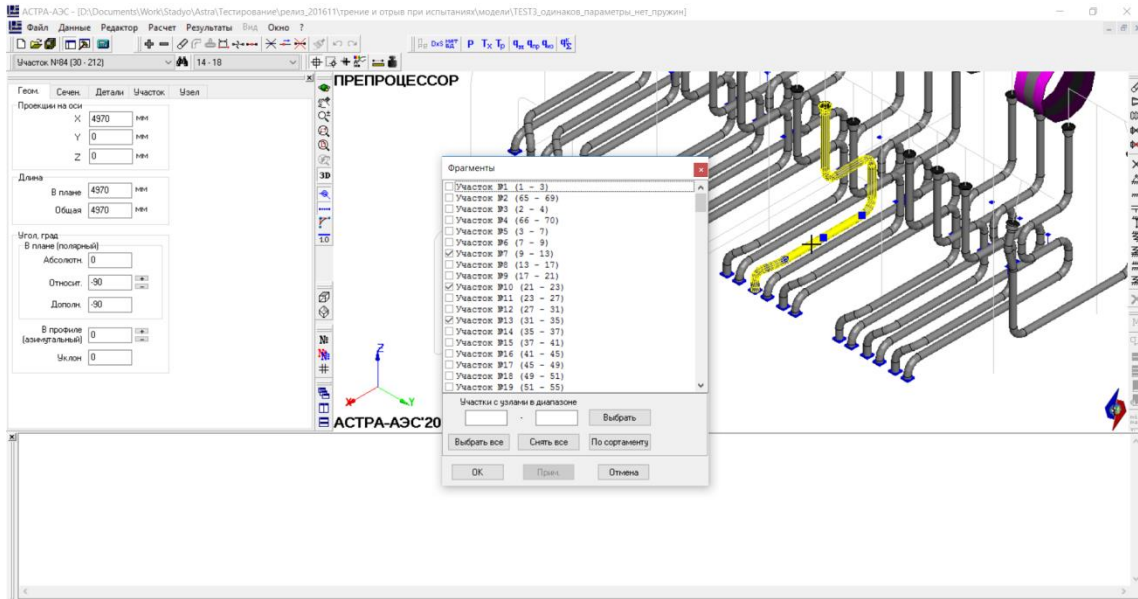 АСТРА-АЭС - [D:\Documents\Work\Stadyo\Astra\Тестирование\релиз_201611\трение и отрыв при испытаниях\модели\TEST3_одинаков_параметры_нет_пружин]
Файл Данные Редактор Расчет Результаты Вид Окно ?
P
Участок №84 (30 - 212) 14 - 18
Геом. Сечен. Детали Участок Узел
Проекции на оси
X 4970 мм
Y 0 мм
Z 0 мм
Длина
В плане 4970 мм
Общая 4970 мм
Угол, град
В плане (полярный)
Абсолютн. 0
Относит. -90
Дополн. -90
В профиле (азимутальный) 0
Уклон 0
3D
1.0
№
№
ПРЕПРОЦЕССОР
Z
X Y
АСТРА-АЭС'20
Фрагменты
Участок №1 (1 - 3)
Участок №2 (65 - 69)
Участок №3 (2 - 4)
Участок №4 (66 - 70)
Участок №5 (3 - 7)
Участок №6 (7 - 9)
Участок №7 (9 - 13)
Участок №8 (13 - 17)
Участок №9 (17 - 21)
Участок №10 (21 - 23)
Участок №11 (23 - 27)
Участок №12 (27 - 31)
Участок №13 (31 - 35)
Участок №14 (35 - 37)
Участок №15 (37 - 41)
Участок №16 (41 - 45)
Участок №17 (45 - 49)
Участок №18 (49 - 51)
Участок №19 (51 - 55)
Участки с узлами в диапазоне
- Выбрать
Выбрать все Снять все По сортаменту
OK Прим. Отмена